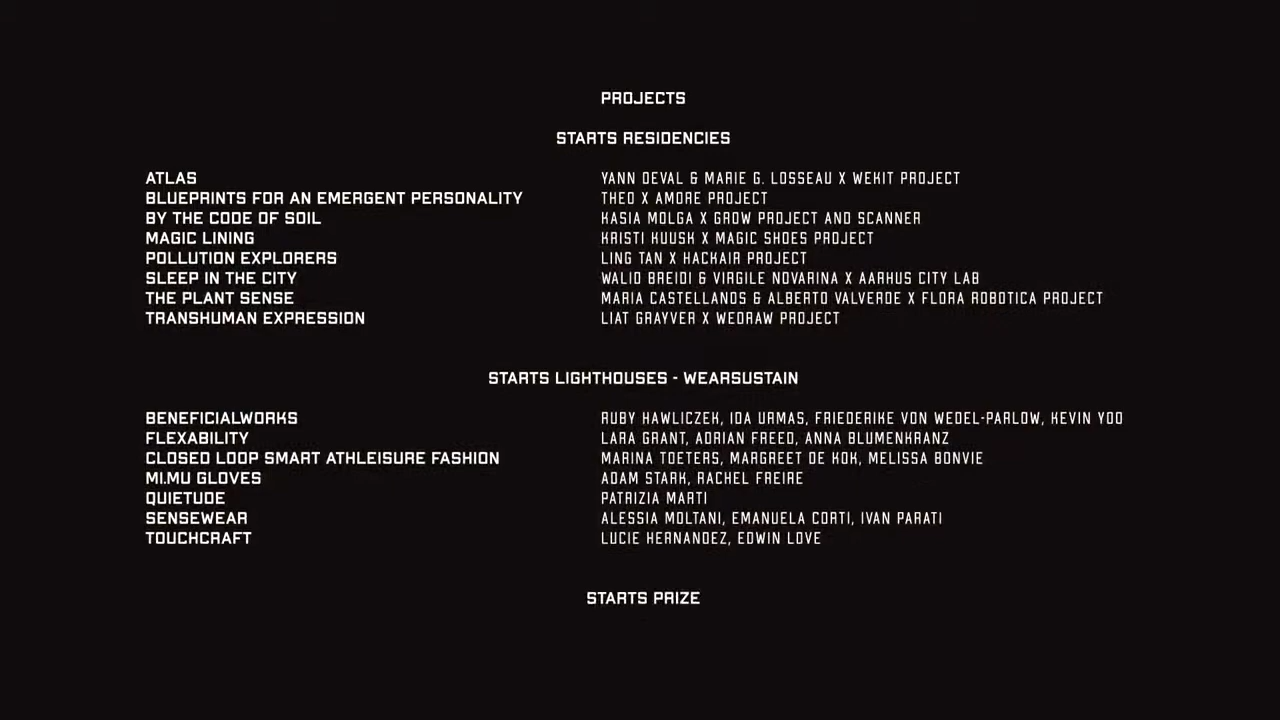 PROJECTS
STARTS RESIDENCIES
ATLAS YANN DEVAL & MARIE G. LOSSEAU X WEKIT PROJECT
BLUEPRINTS FOR AN EMERGENT PERSONALITY THEO X AMORE PROJECT
BY THE CODE OF SOIL KASIA MOLGA X GROW PROJECT AND SCANNER
MAGIC LINING KRISTI KUUSK X MAGIC SHOES PROJECT
POLLUTION EXPLORERS LING TAN X HACKAIR PROJECT
SLEEP IN THE CITY WALID BREIDI & VIRGILE NOVARINA X AARHUS CITY LAB
THE PLANT SENSE MARIA CASTELLANOS & ALBERTO VALVERDE X FLORA ROBOTICA PROJECT
TRANSHUMAN EXPRESSION LIAT GRAYVER X WEDRAW PROJECT
STARTS LIGHTHOUSES - WEARSUSTAIN
BENEFICIALWORKS RUBY HAWLICZEK, IDA URMAS, FRIEDERIKE VON WEDEL-PARLOW, KEVIN YOO
FLEXABILITY LARA GRANT, ADRIAN FREED, ANNA BLUMENKRANZ
CLOSED LOOP SMART ATHLEISURE FASHION MARINA TOETERS, MARGREET DE KOK, MELISSA BONVIE
MI.MU GLOVES ADAM STARK, RACHEL FREIRE
QUIETUDE PATRIZIA MARTI
SENSEWEAR ALESSIA MOLTANI, EMANUELA CORTI, IVAN PARATI
TOUCHCRAFT LUCIE HERNANDEZ, EDWIN LOVE
STARTS PRIZE